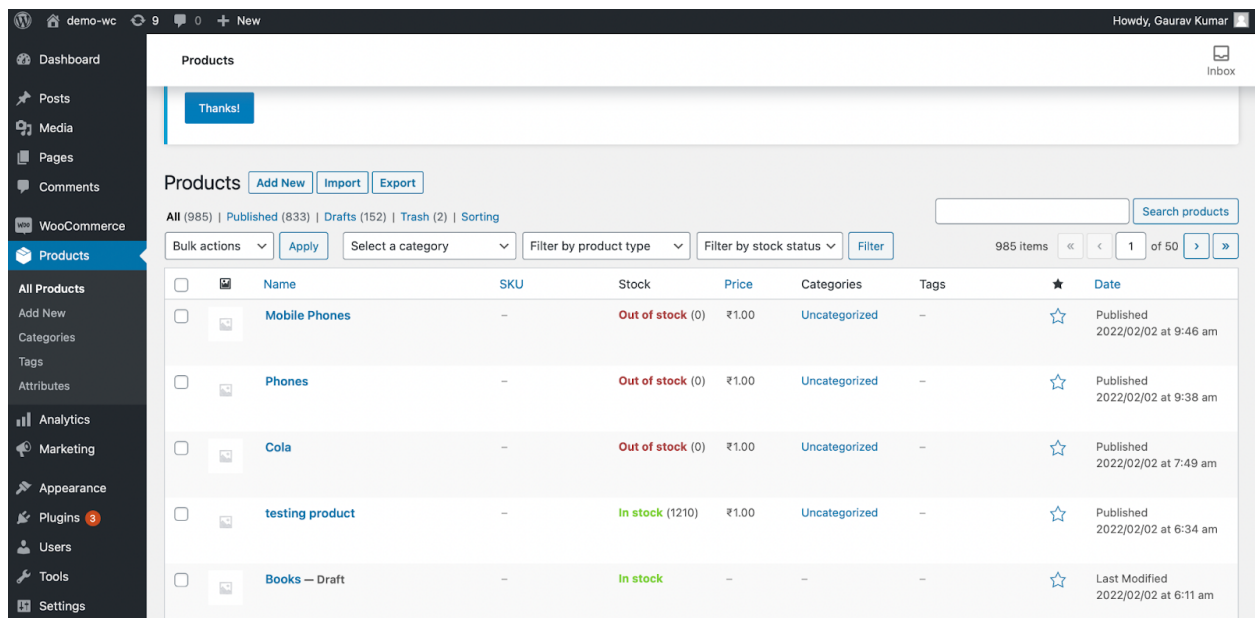 demo-wc 9 0 + New Howdy, Gaurav Kumar
Dashboard
Posts
Media
Pages
Comments
WOO WooCommerce
Products
All Products
Add New
Categories
Tags
Attributes
Analytics
Marketing
Appearance
Plugins 3
Users
Tools
Settings
Products Inbox
Thanks!
Products Add New Import Export
All (985) | Published (833) | Drafts (152) | Trash (2) | Sorting
Search products
Bulk actions Apply Select a category Filter by product type Filter by stock status Filter 985 items « ‹ 1 of 50 › »
Name SKU Stock Price Categories Tags Date
Mobile Phones – Out of stock (0) ₹1.00 Uncategorized – Published
2022/02/02 at 9:46 am
Phones – Out of stock (0) ₹1.00 Uncategorized – Published
2022/02/02 at 9:38 am
Cola – Out of stock (0) ₹1.00 Uncategorized – Published
2022/02/02 at 7:49 am
testing product – In stock (1210) ₹1.00 Uncategorized – Published
2022/02/02 at 6:34 am
Books — Draft – In stock – – – Last Modified
2022/02/02 at 6:11 am